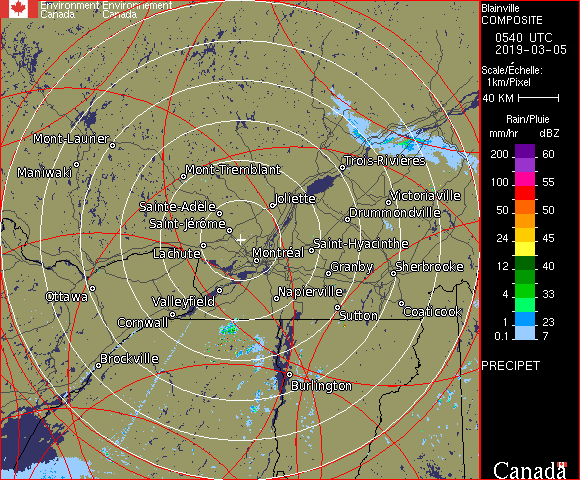 Environment Environnement
Canada Canada
Blainville
COMPOSITE
0540 UTC
2019-03-05
Scale/Échelle:
1km/Pixel
40 KM
Rain/Pluie
mm/hr dBZ
200 60
100 55
50 50
24 45
12 40
4 33
1 23
0.1 7
PRECIPET
Mont-Laurier
Maniwaki
Mont-Tremblant
Trois-Rivières
Joliette
Victoriaville
Sainte-Adèle
Drummondville
Saint-Jérôme
Lachute
Montréal
Saint-Hyacinthe
Granby
Sherbrooke
Ottawa
Valleyfield
Napierville
Cornwall
Sutton
Coaticook
Brockville
Burlington
Canada